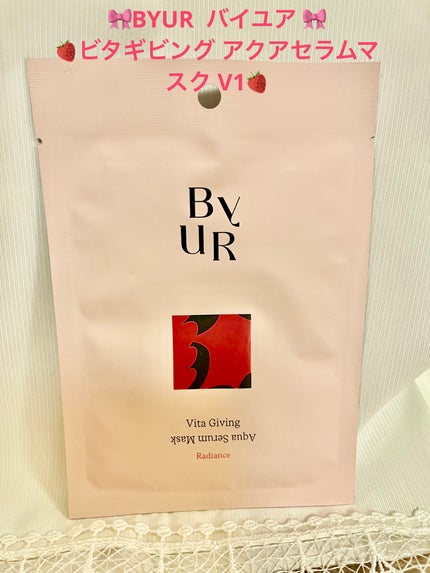 🎀BYUR バイユア 🎀
🍓ビタギビング アクアセラムマ
スク V1🍓
By
UR
Vita Giving
Aqua Serum Mask
Radiance